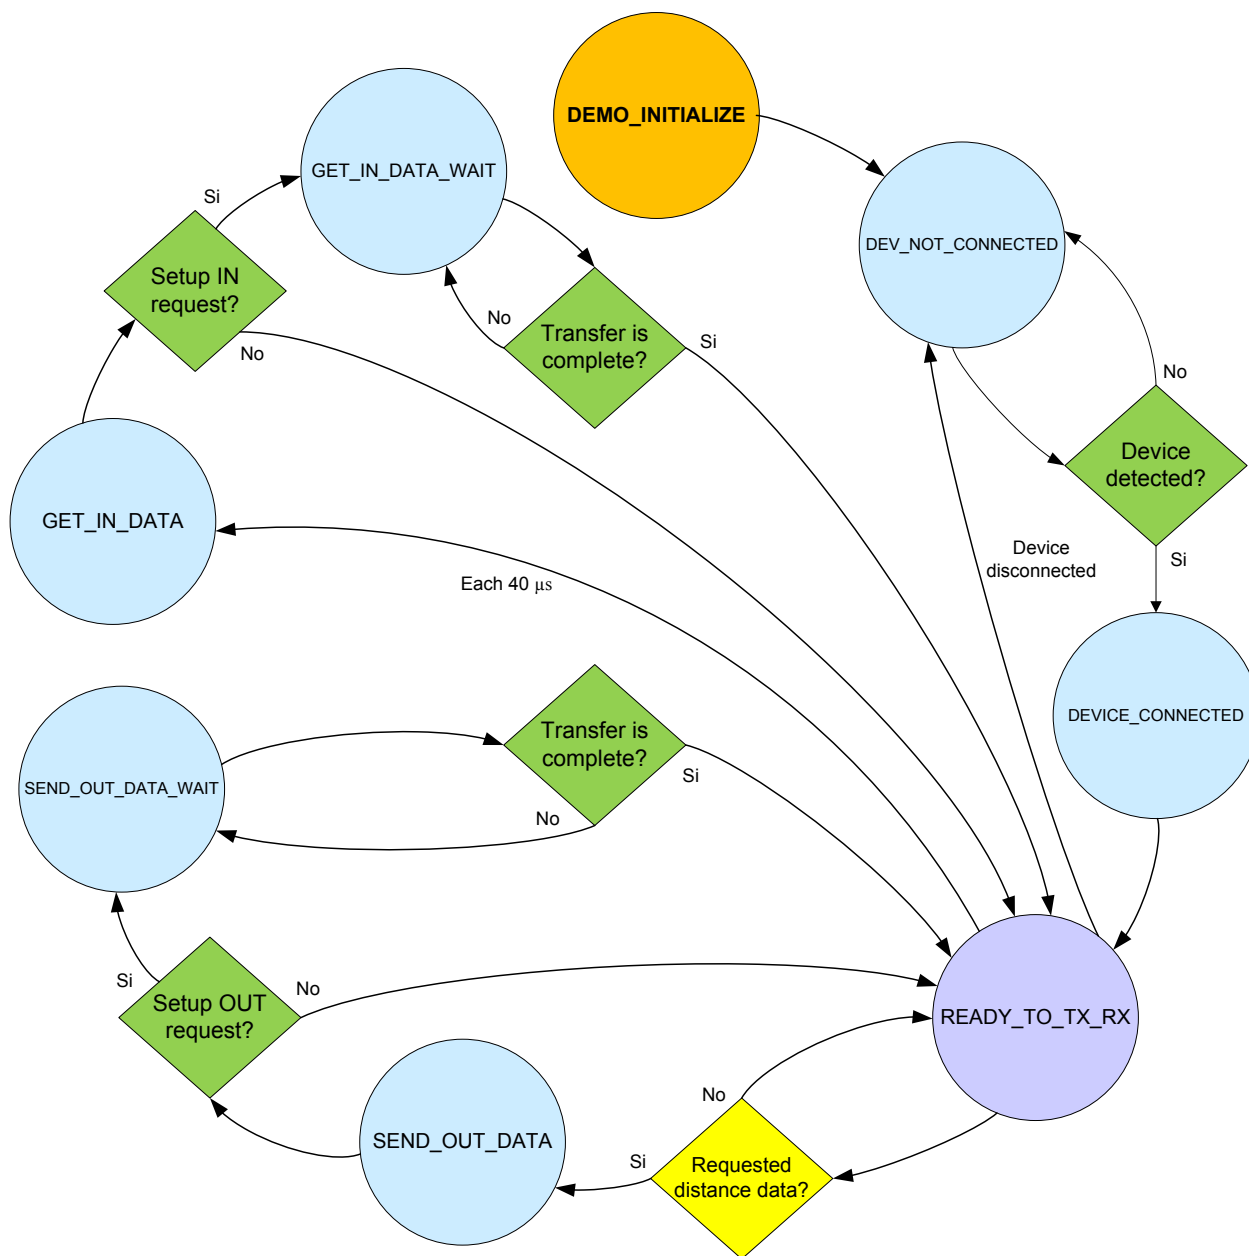 DEMO_INITIALIZE
GET_IN_DATA_WAIT
Si
DEV_NOT_CONNECTED
Setup IN
request?
No
Transfer is
complete?
No
Si
No
Device
detected?
Si
GET_IN_DATA
Device
disconnected
Each 40 µs
DEVICE_CONNECTED
Transfer is
complete?
Si
No
SEND_OUT_DATA_WAIT
Si
Setup OUT
request?
No
READY_TO_TX_RX
No
SEND_OUT_DATA
Si
Requested
distance data?